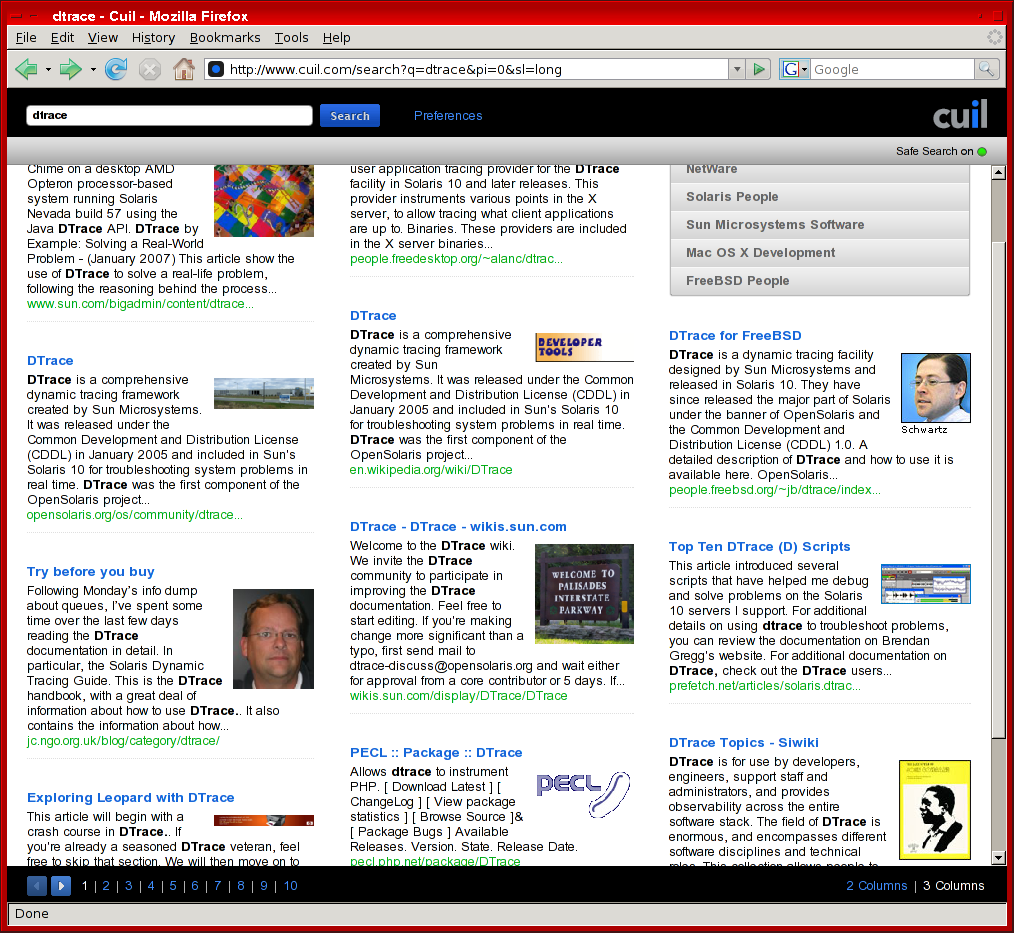 dtrace - Cuil - Mozilla Firefox
File Edit View History Bookmarks Tools Help
http://www.cuil.com/search?q=dtrace&pi=0&sl=long
G Google
dtrace Search Preferences
cuil
Safe Search on
Chime on a desktop AMD
Opteron processor-based
system running Solaris
Nevada build 57 using the
Java DTrace API. DTrace by
Example: Solving a Real-World
Problem - (January 2007) This article show the
use of DTrace to solve a real-life problem,
following the reasoning behind the process...
www.sun.com/bigadmin/content/dtrace...
DTrace
DTrace is a comprehensive
dynamic tracing framework
created by Sun Microsystems.
It was released under the
Common Development and Distribution License
(CDDL) in January 2005 and included in Sun's
Solaris 10 for troubleshooting system problems in
real time. DTrace was the first component of the
OpenSolaris project...
opensolaris.org/os/community/dtrace...
Try before you buy
Following Monday's info dump
about queues, I've spent some
time over the last few days
reading the DTrace
documentation in detail. In
particular, the Solaris Dynamic
Tracing Guide. This is the DTrace
handbook, with a great deal of
information about how to use DTrace.. It also
contains the information about how...
jc.ngo.org.uk/blog/category/dtrace/
Exploring Leopard with DTrace
This article will begin with a
crash course in DTrace.. If
you're already a seasoned DTrace veteran, feel
free to skip that section. We will then move on to
user application tracing provider for the DTrace
facility in Solaris 10 and later releases. This
provider instruments various points in the X
server, to allow tracing what client applications
are up to. Binaries. These providers are included
in the X server binaries...
people.freedesktop.org/~alanc/dtrac...
DTrace
DTrace is a comprehensive
dynamic tracing framework
created by Sun
Microsystems. It was released under the Common
Development and Distribution License (CDDL) in
January 2005 and included in Sun's Solaris 10
for troubleshooting system problems in real time.
DTrace was the first component of the
OpenSolaris project...
en.wikipedia.org/wiki/DTrace
DEVELOPER
TOOLS
DTrace - DTrace - wikis.sun.com
Welcome to the DTrace wiki.
We invite the DTrace
community to participate in
improving the DTrace
documentation. Feel free to
start editing. If you're making
change more significant than a
typo, first send mail to
dtrace-discuss@opensolaris.org and wait either
for approval from a core contributor or 5 days. If...
wikis.sun.com/display/DTrace/DTrace
WELCOME TO
PALISADES
INTERSTATE
PARKWAY
PECL :: Package :: DTrace
Allows dtrace to instrument
PHP. [ Download Latest ] [
ChangeLog ] [ View package
statistics ] [ Browse Source ]&
[ Package Bugs ] Available
Releases. Version. State. Release Date.
pecl.php.net/package/DTrace
PECL
NetWare
Solaris People
Sun Microsystems Software
Mac OS X Development
FreeBSD People
DTrace for FreeBSD
DTrace is a dynamic tracing facility
designed by Sun Microsystems and
released in Solaris 10. They have
since released the major part of Solaris
under the banner of OpenSolaris and
the Common Development and
Distribution License (CDDL) 1.0. A
detailed description of DTrace and how to use it is
available here. OpenSolaris...
people.freebsd.org/~jb/dtrace/index...
Schwartz
Top Ten DTrace (D) Scripts
This article introduced several
scripts that have helped me debug
and solve problems on the Solaris
10 servers I support. For additional
details on using dtrace to troubleshoot problems,
you can review the documentation on Brendan
Gregg's website. For additional documentation on
DTrace, check out the DTrace users...
prefetch.net/articles/solaris.dtrac...
DTrace Topics - Siwiki
DTrace is for use by developers,
engineers, support staff and
administrators, and provides
observability across the entire
software stack. The field of DTrace is
enormous, and encompasses different
software disciplines and technical
roles. This collection allows people to
1 | 2 | 3 | 4 | 5 | 6 | 7 | 8 | 9 | 10
2 Columns | 3 Columns
Done